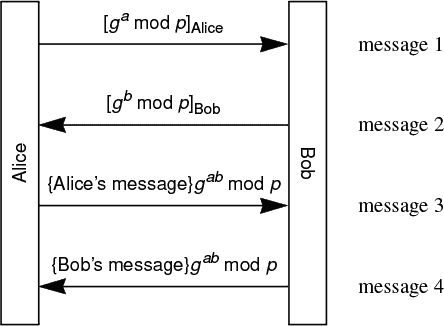 [g^a mod p]_Alice
message 1
[g^b mod p]_Bob
message 2
Alice
Bob
{Alice's message}g^ab mod p
message 3
{Bob's message}g^ab mod p
message 4